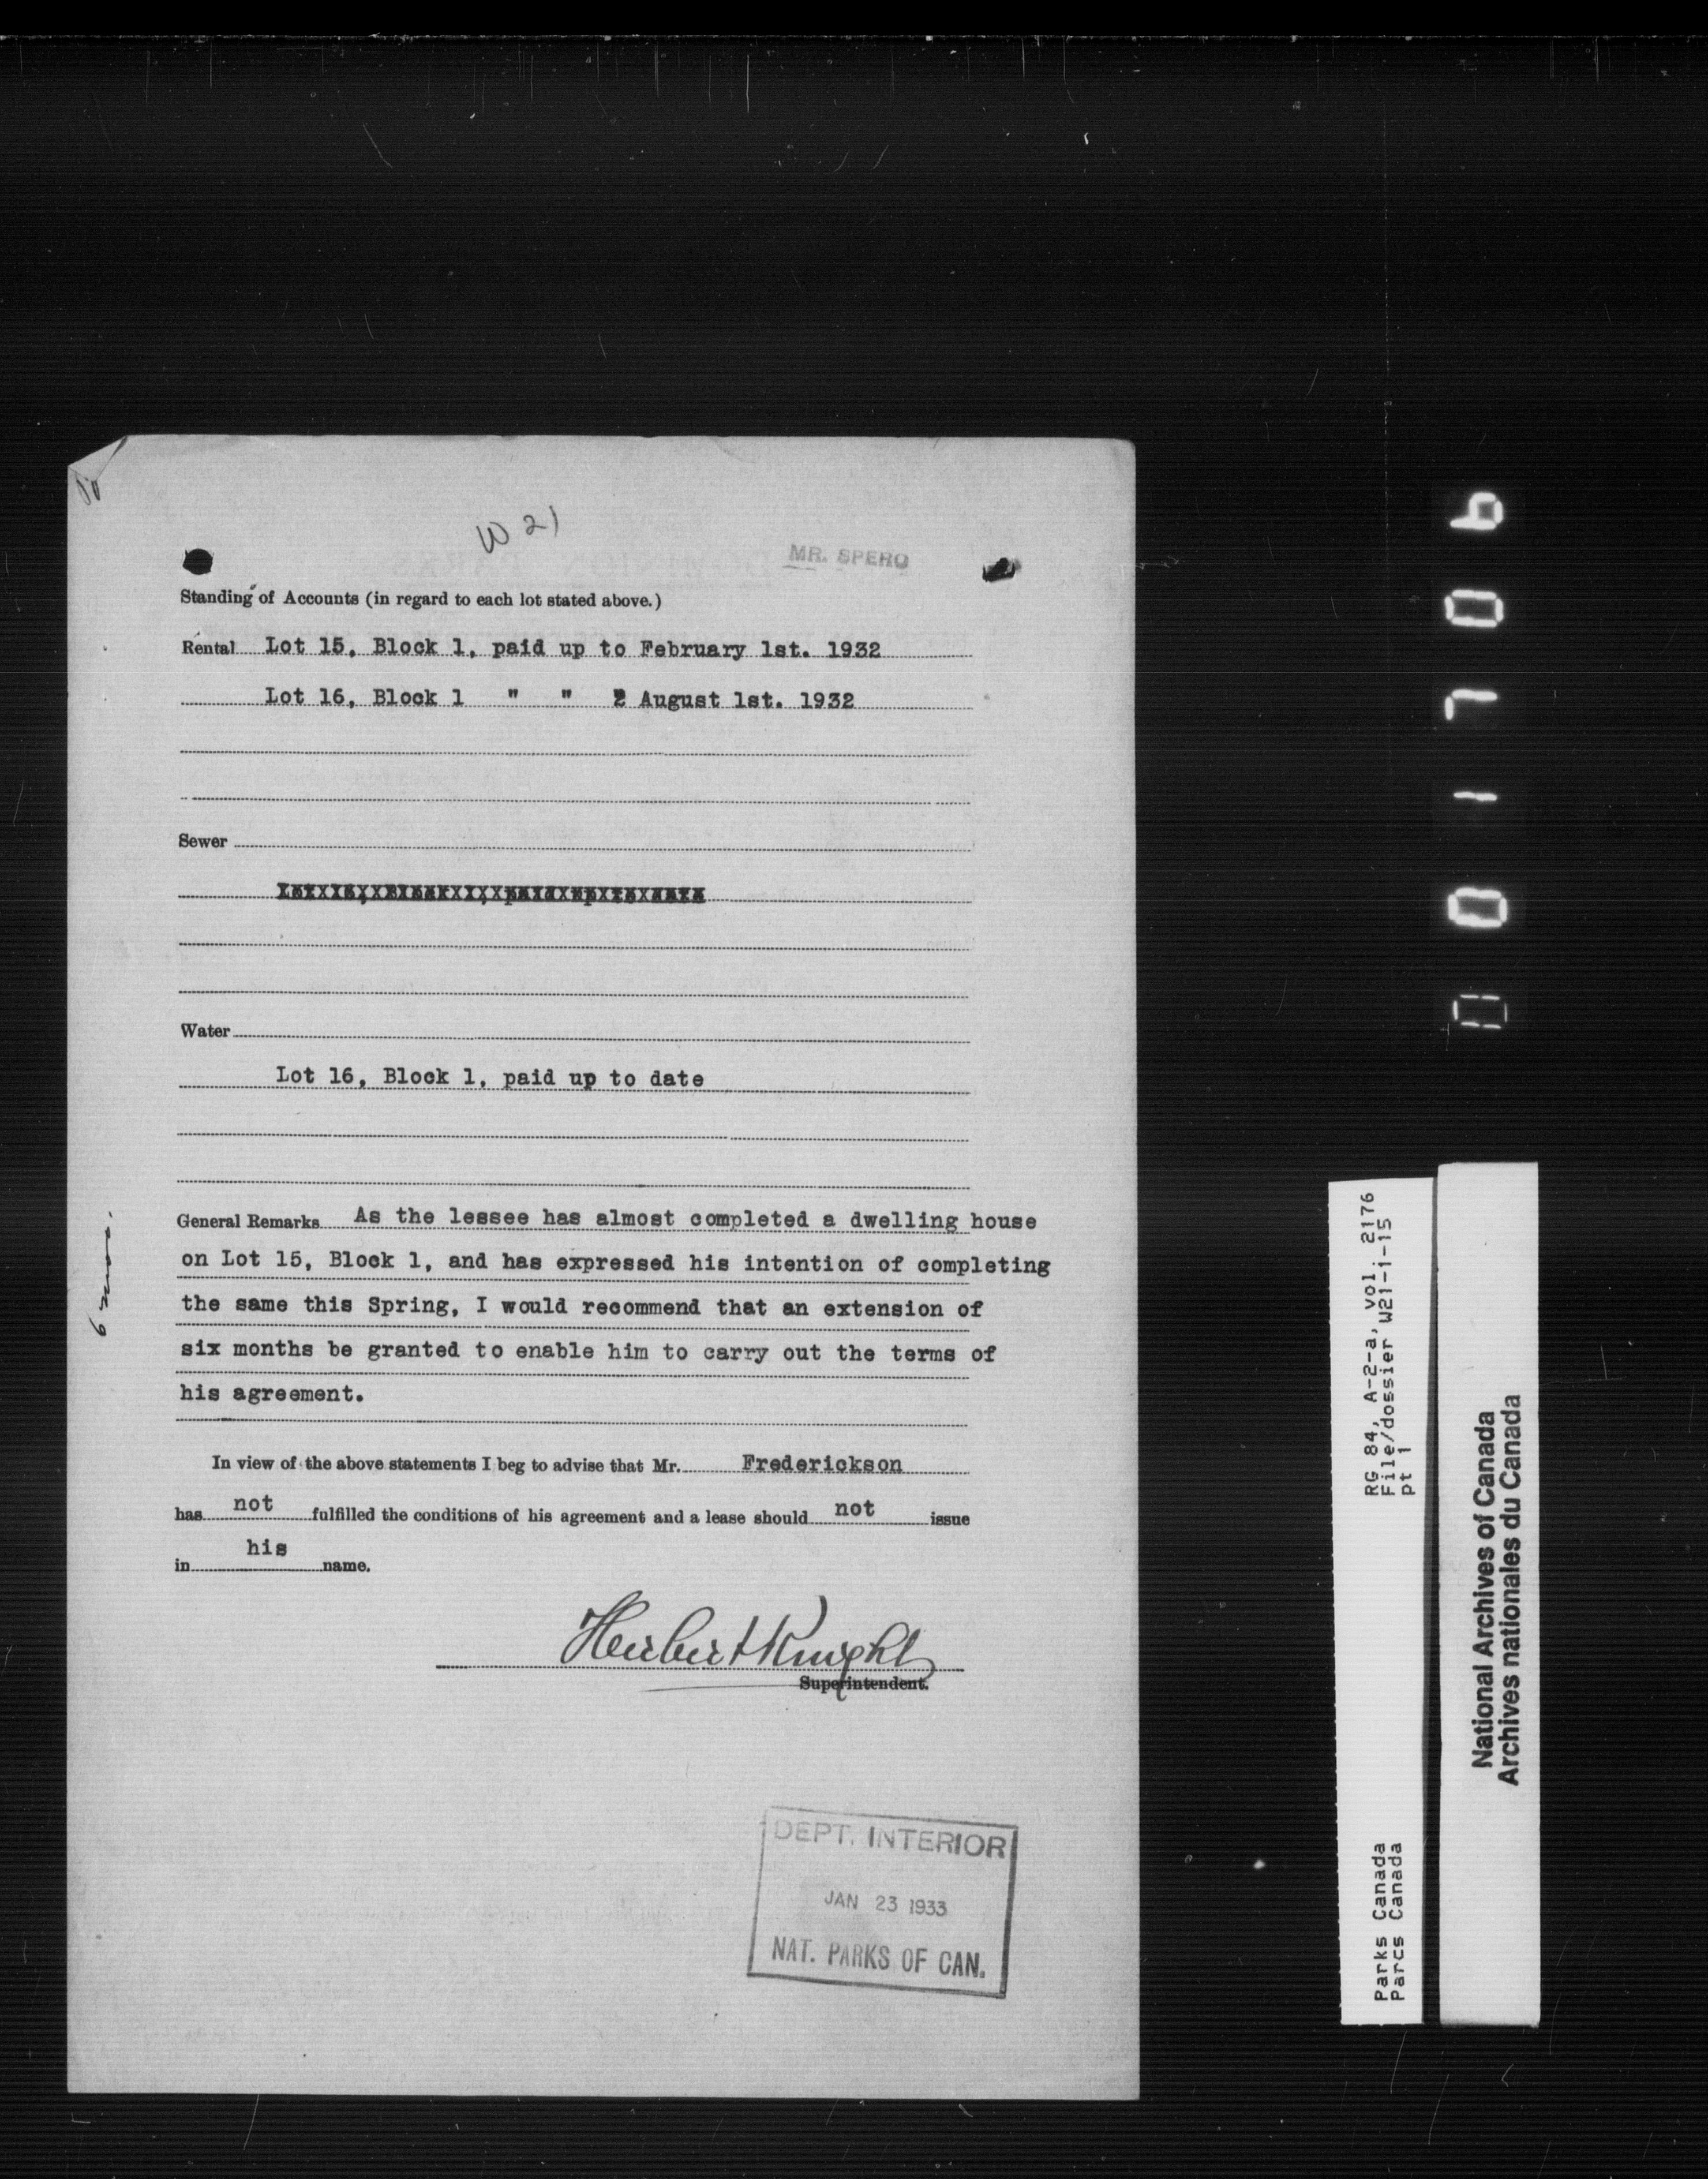 W 21
MR. SPERO
Standing of Accounts (in regard to each lot stated above.)
Rental Lot 15, Block 1, paid up to February 1st. 1932
Lot 16, Block 1 " " " August 1st. 1932
Sewer
Water
Lot 16, Block 1, paid up to date
General Remarks As the lessee has almost completed a dwelling house
on Lot 15, Block 1, and has expressed his intention of completing
the same this Spring, I would recommend that an extension of
six months be granted to enable him to carry out the terms of
his agreement.
6 mos.
In view of the above statements I beg to advise that Mr. Frederickson
has not fulfilled the conditions of his agreement and a lease should not issue
in his name.
Herbert Knight
Superintendent.
DEPT. INTERIOR
JAN 23 1933
NAT. PARKS OF CAN.
RG 84, A-2-a, vol. 2176
File/dossier W21-1-15
pt 1
Parks Canada
Parcs Canada
National Archives of Canada
Archives nationales du Canada